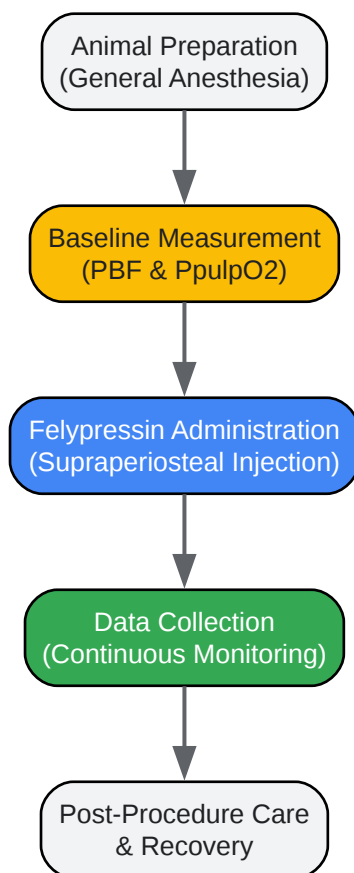 Animal Preparation
(General Anesthesia)
Baseline Measurement
(PBF & PpulpO2)
Felypressin Administration
(Supraperiosteal Injection)
Data Collection
(Continuous Monitoring)
Post-Procedure Care
& Recovery